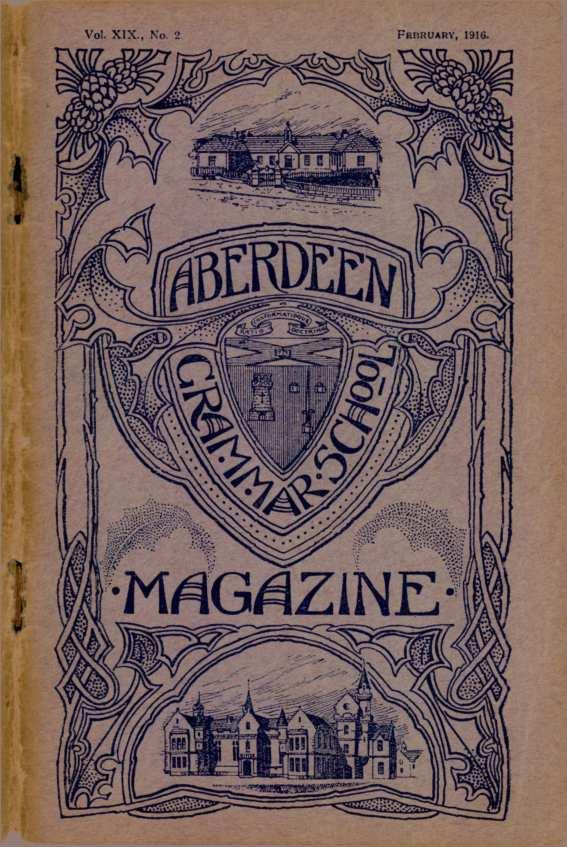 Vol. XIX., No. 2.
February, 1916.
ABERDEEN
GRAMMAR·SCHOOL
·MAGAZINE·